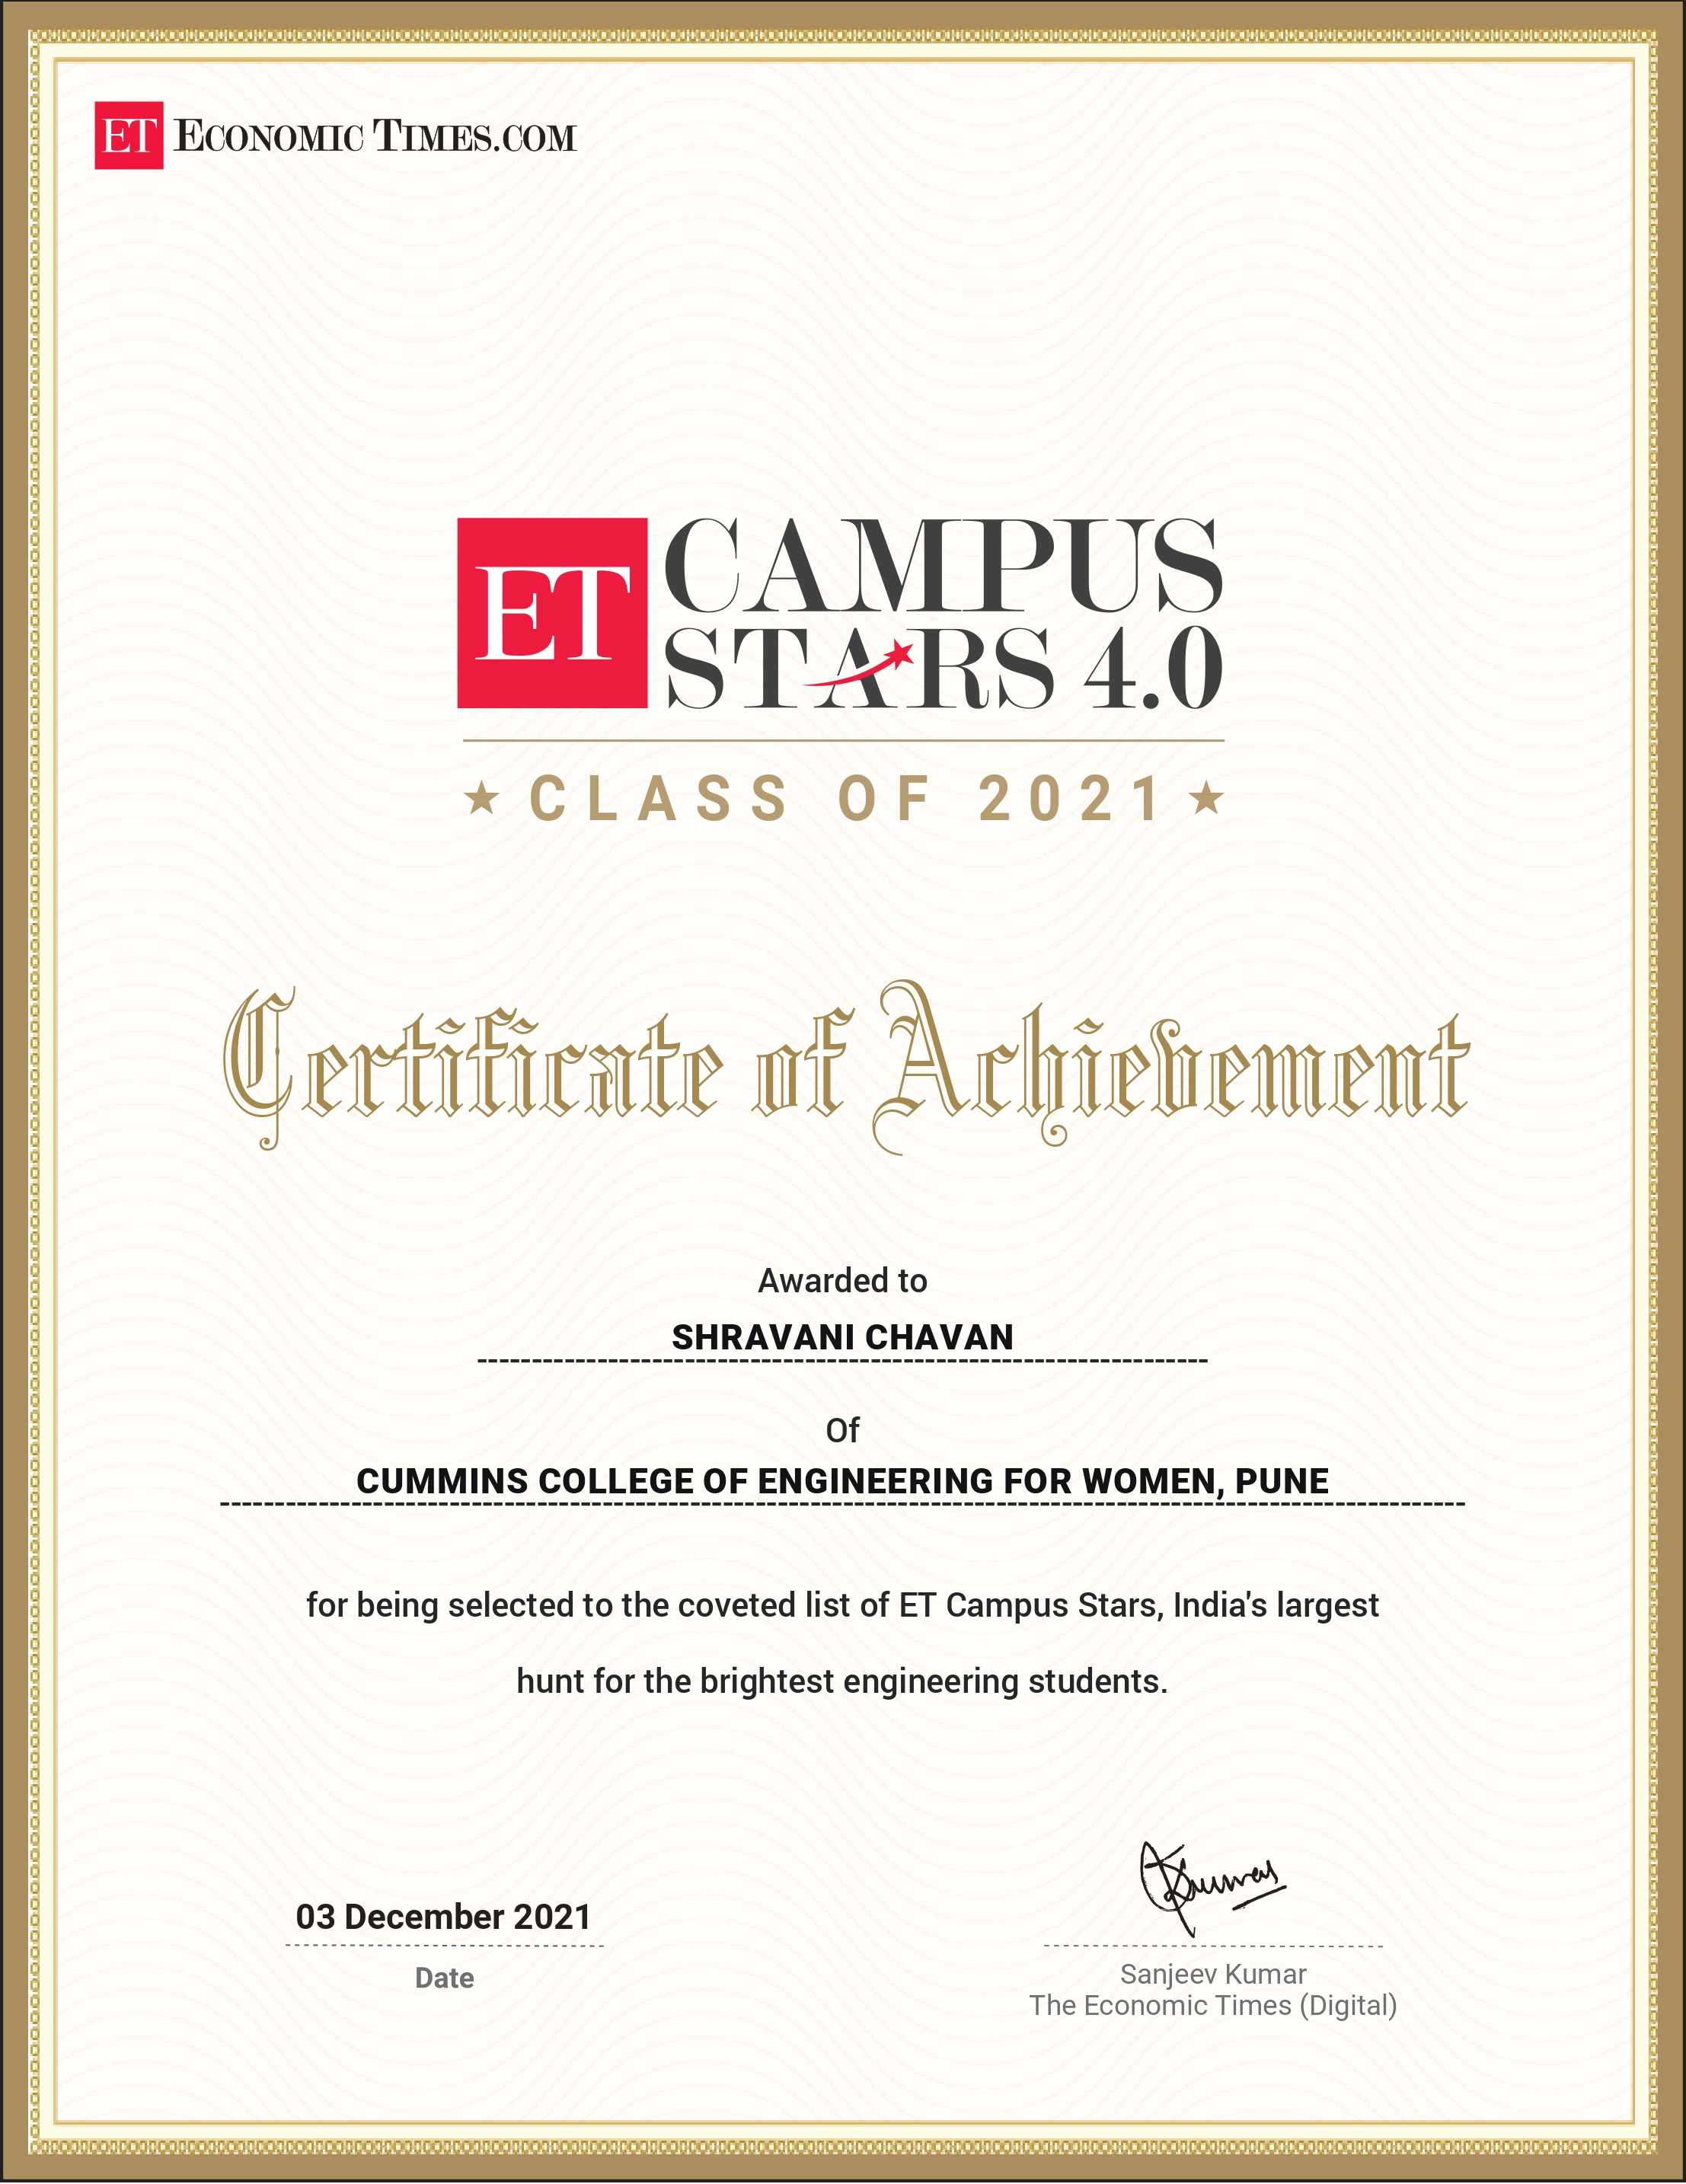 ET ECONOMIC TIMES.COM
ET CAMPUS
STARS 4.0
★ CLASS OF 2021 ★
Certificate of Achievement
Awarded to
SHRAVANI CHAVAN
Of
CUMMINS COLLEGE OF ENGINEERING FOR WOMEN, PUNE
for being selected to the coveted list of ET Campus Stars, India's largest
hunt for the brightest engineering students.
Kumar
03 December 2021
Date
Sanjeev Kumar
The Economic Times (Digital)